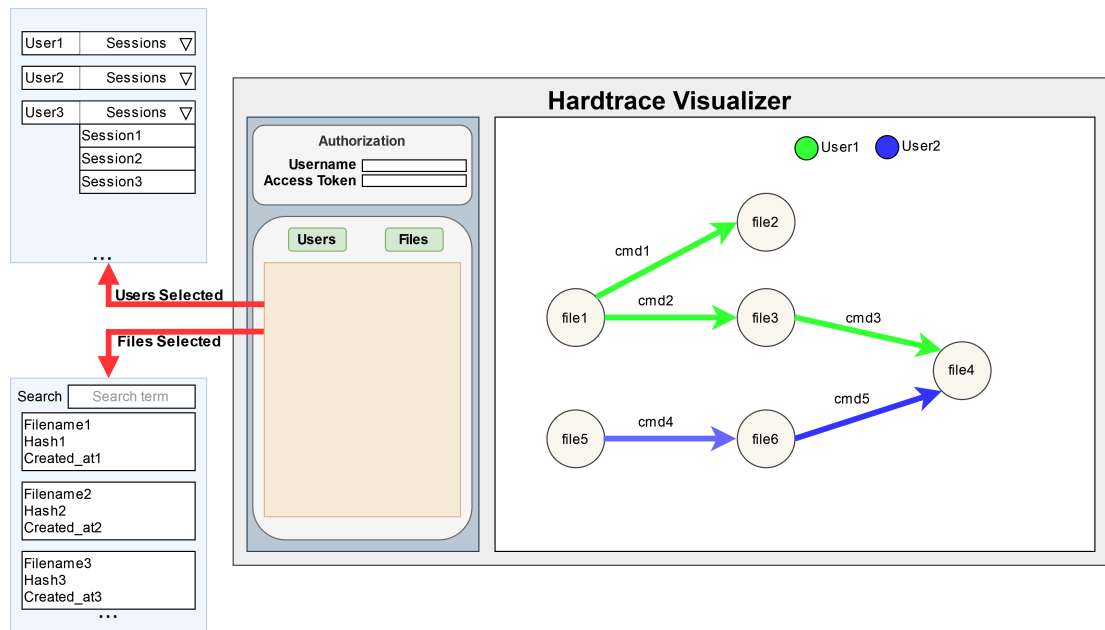 User1 Sessions ▽
User2 Sessions ▽
User3 Sessions ▽
Session1
Session2
Session3
...
Users Selected
Files Selected
Search Search term
Filename1
Hash1
Created_at1
Filename2
Hash2
Created_at2
Filename3
Hash3
Created_at3
...
Hardtrace Visualizer
Authorization
Username
Access Token
Users Files
User1 User2
file2
cmd1
cmd2
file1
file3
cmd3
file4
cmd5
cmd4
file5
file6